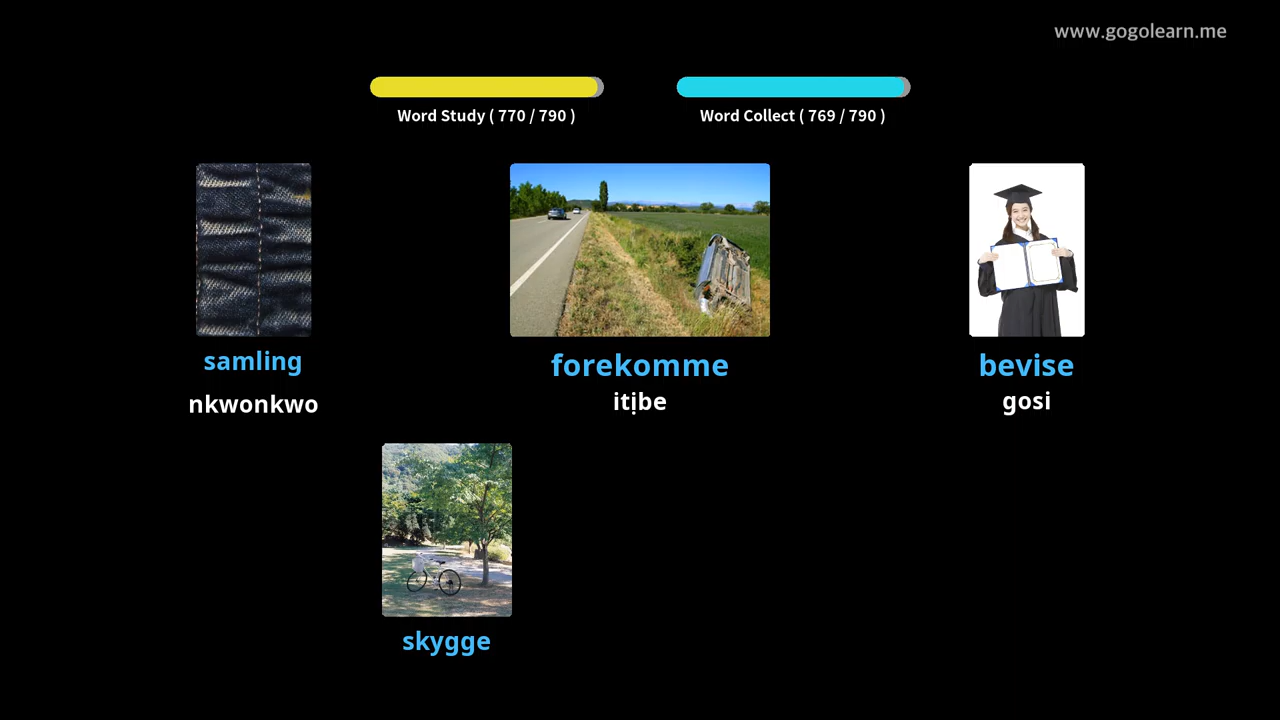 www.gogolearn.me
Word Study ( 770 / 790 )
Word Collect ( 769 / 790 )
samling
forekomme
bevise
nkwonkwo
itịbe
gosi
skygge